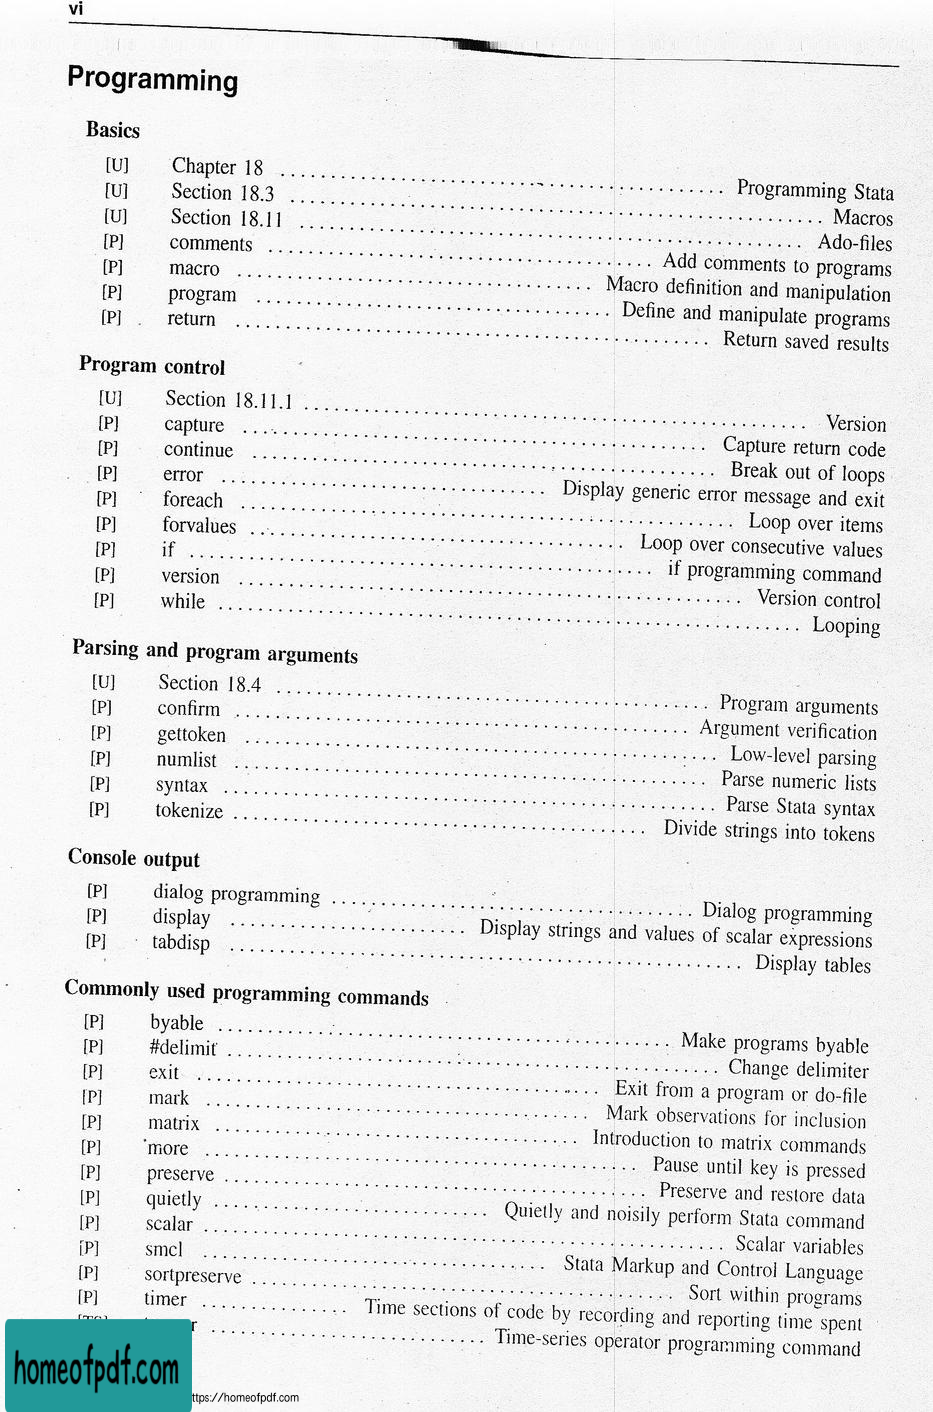 vi
Programming
Basics
[U] Chapter 18 . . . . . Programming Stata
[U] Section 18.3 . . . . . Macros
[U] Section 18.11 . . . . . Ado-files
[P] comments . . . . . Add comments to programs
[P] macro . . . . . Macro definition and manipulation
[P] program . . . . . Define and manipulate programs
[P] return . . . . . Return saved results
Program control
[U] Section 18.11.1 . . . . . Version
[P] capture . . . . . Capture return code
[P] continue . . . . . Break out of loops
[P] error . . . . . Display generic error message and exit
[P] foreach . . . . . Loop over items
[P] forvalues . . . . . Loop over consecutive values
[P] if . . . . . if programming command
[P] version . . . . . Version control
[P] while . . . . . Looping
Parsing and program arguments
[U] Section 18.4 . . . . . Program arguments
[P] confirm . . . . . Argument verification
[P] gettoken . . . . . Low-level parsing
[P] numlist . . . . . Parse numeric lists
[P] syntax . . . . . Parse Stata syntax
[P] tokenize . . . . . Divide strings into tokens
Console output
[P] dialog programming . . . . . Dialog programming
[P] display . . . . . Display strings and values of scalar expressions
[P] tabdisp . . . . . Display tables
Commonly used programming commands
[P] byable . . . . . Make programs byable
[P] #delimit . . . . . Change delimiter
[P] exit . . . . . Exit from a program or do-file
[P] mark . . . . . Mark observations for inclusion
[P] matrix . . . . . Introduction to matrix commands
[P] more . . . . . Pause until key is pressed
[P] preserve . . . . . Preserve and restore data
[P] quietly . . . . . Quietly and noisily perform Stata command
[P] scalar . . . . . Scalar variables
[P] smcl . . . . . Stata Markup and Control Language
[P] sortpreserve . . . . . Sort within programs
[P] timer . . . . . Time sections of code by recording and reporting time spent
. . . . . Time-series operator programming command
homeofpdf.com
ttps://homeofpdf.com